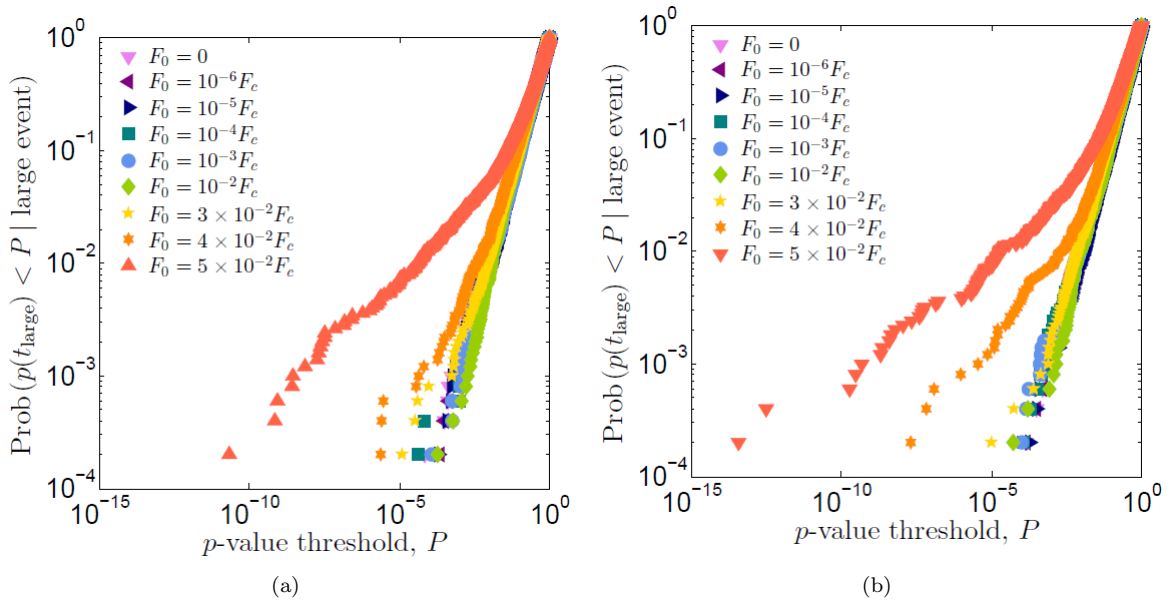 Prob (p(t_large) < P | large event)
10^0
10^−1
10^−2
10^−3
10^−4
F_0 = 0
F_0 = 10^−6 F_c
F_0 = 10^−5 F_c
F_0 = 10^−4 F_c
F_0 = 10^−3 F_c
F_0 = 10^−2 F_c
F_0 = 3 × 10^−2 F_c
F_0 = 4 × 10^−2 F_c
F_0 = 5 × 10^−2 F_c
10^−15 10^−10 10^−5 10^0
p-value threshold, P
(a)
Prob (p(t_large) < P | large event)
10^0
10^−1
10^−2
10^−3
10^−4
F_0 = 0
F_0 = 10^−6 F_c
F_0 = 10^−5 F_c
F_0 = 10^−4 F_c
F_0 = 10^−3 F_c
F_0 = 10^−2 F_c
F_0 = 3 × 10^−2 F_c
F_0 = 4 × 10^−2 F_c
F_0 = 5 × 10^−2 F_c
10^−15 10^−10 10^−5 10^0
p-value threshold, P
(b)